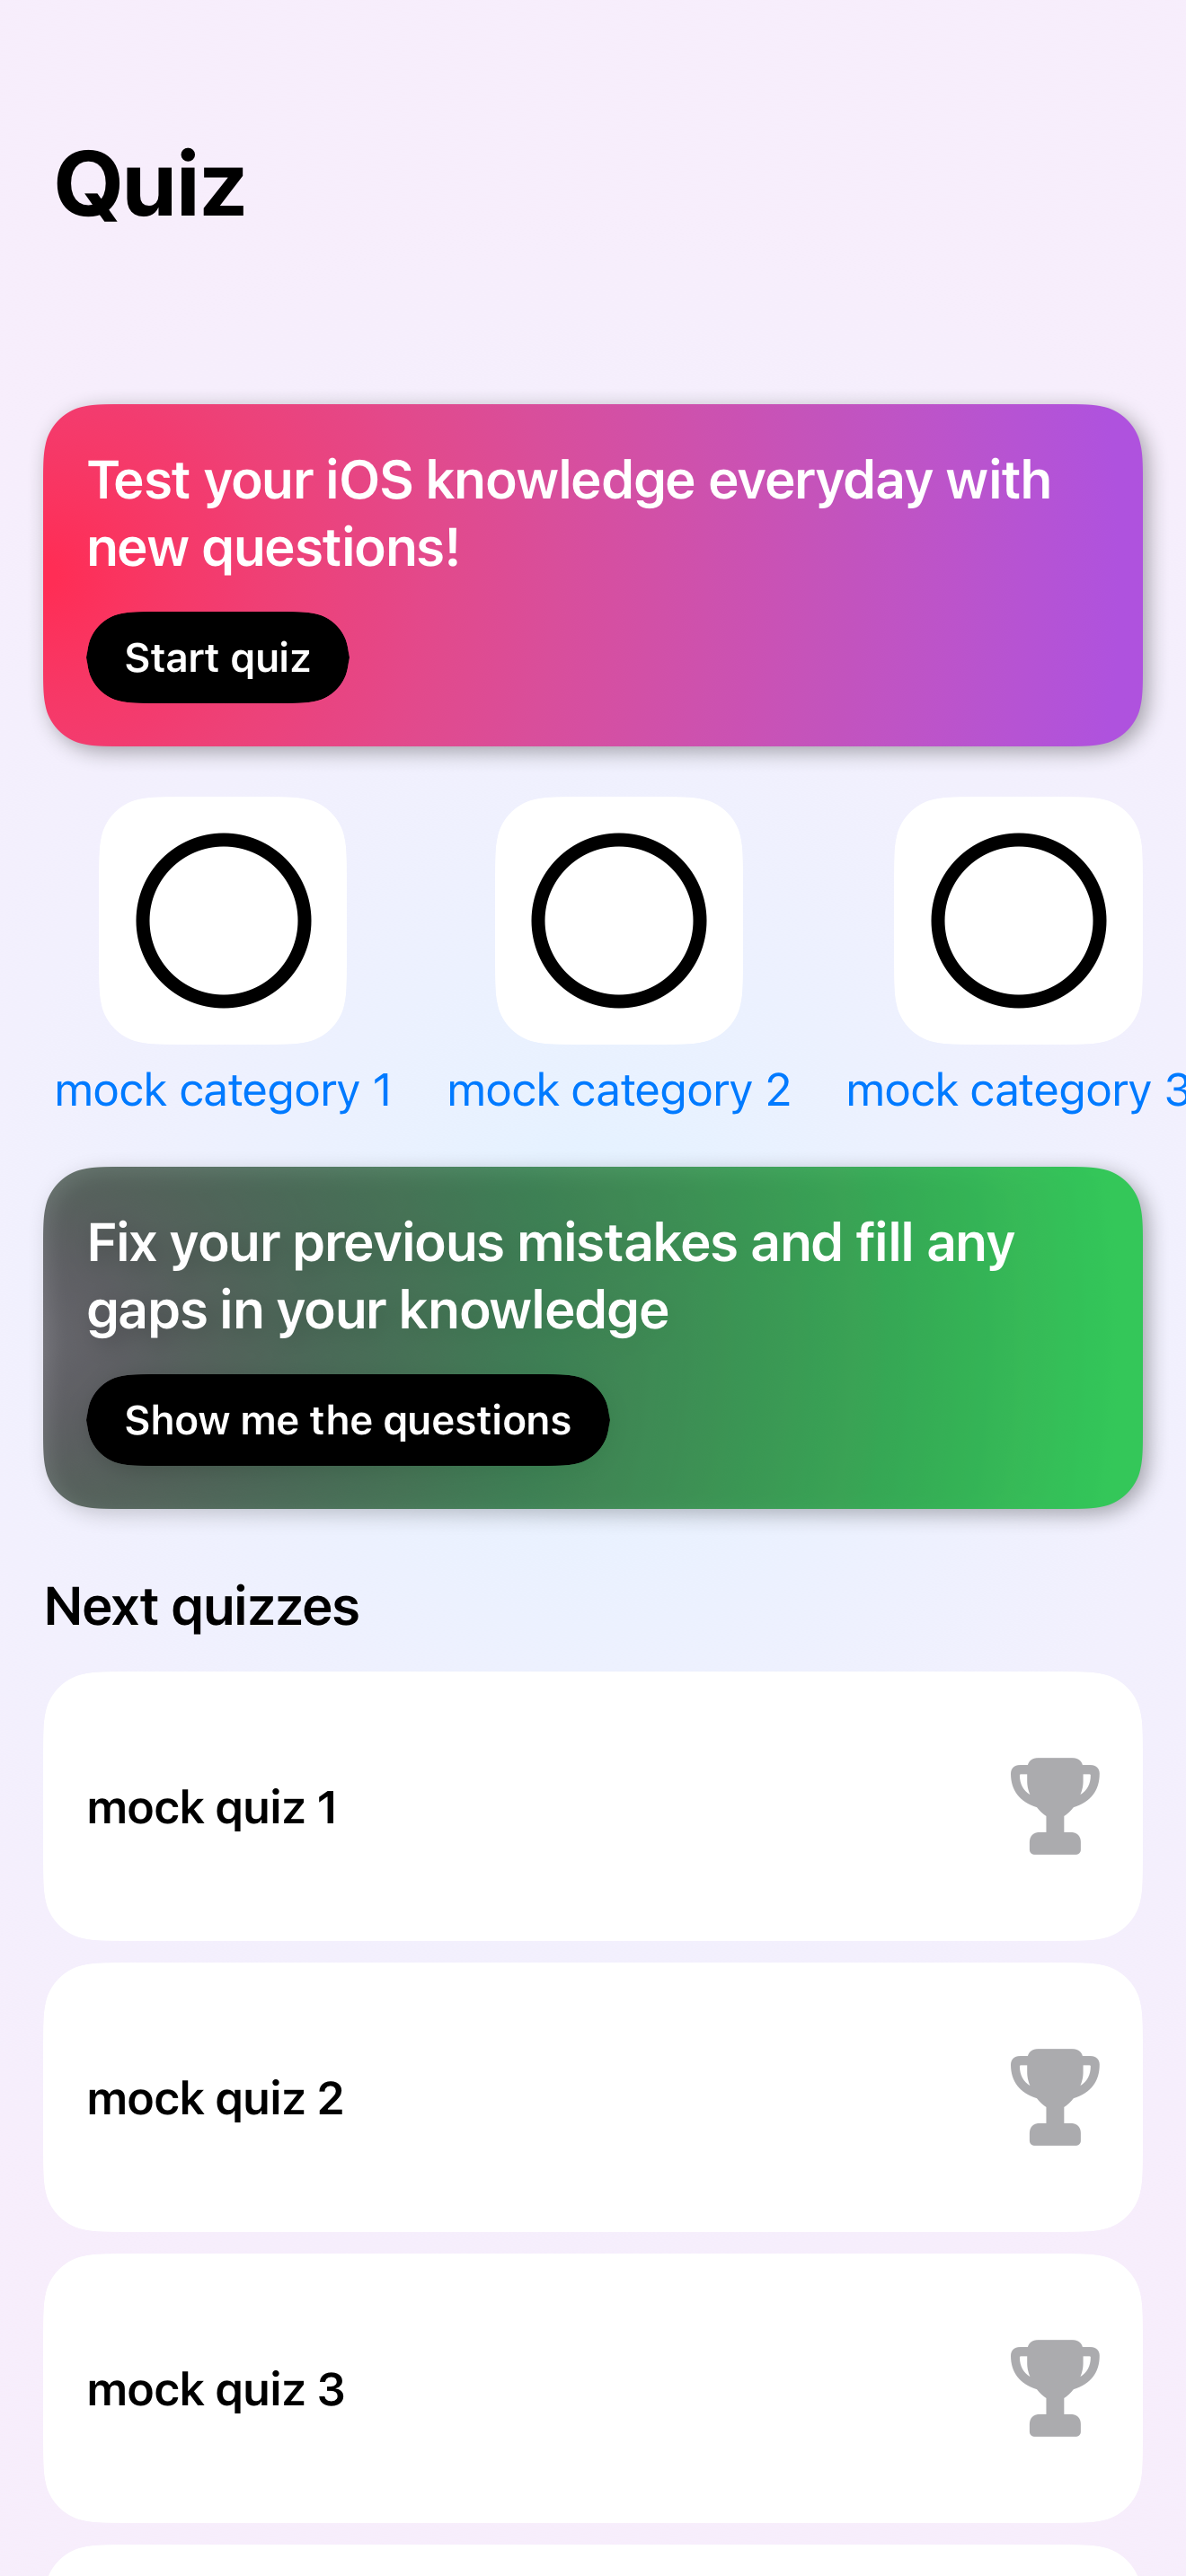 Quiz
Test your iOS knowledge everyday with
new questions!
Start quiz
mock category 1
mock category 2
mock category 3
Fix your previous mistakes and fill any
gaps in your knowledge
Show me the questions
Next quizzes
mock quiz 1
mock quiz 2
mock quiz 3